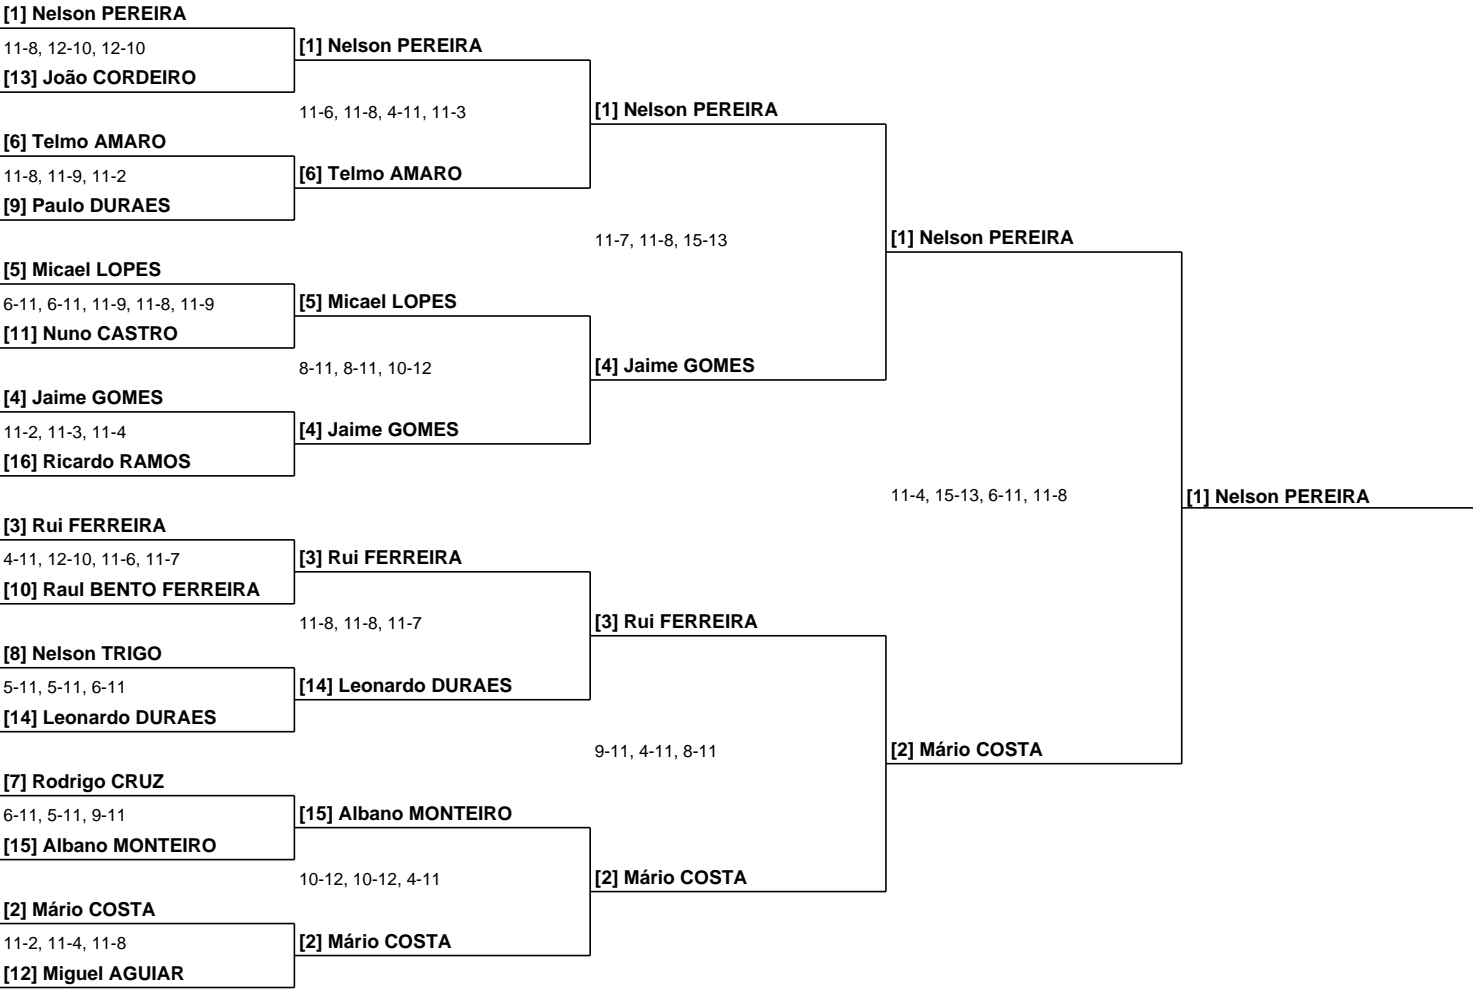 [1] Nelson PEREIRA
11-8, 12-10, 12-10
[13] João CORDEIRO
[6] Telmo AMARO
11-8, 11-9, 11-2
[9] Paulo DURAES
[5] Micael LOPES
6-11, 6-11, 11-9, 11-8, 11-9
[11] Nuno CASTRO
[4] Jaime GOMES
11-2, 11-3, 11-4
[16] Ricardo RAMOS
[3] Rui FERREIRA
4-11, 12-10, 11-6, 11-7
[10] Raul BENTO FERREIRA
[8] Nelson TRIGO
5-11, 5-11, 6-11
[14] Leonardo DURAES
[7] Rodrigo CRUZ
6-11, 5-11, 9-11
[15] Albano MONTEIRO
[2] Mário COSTA
11-2, 11-4, 11-8
[12] Miguel AGUIAR
[1] Nelson PEREIRA
11-6, 11-8, 4-11, 11-3
[6] Telmo AMARO
[5] Micael LOPES
8-11, 8-11, 10-12
[4] Jaime GOMES
[3] Rui FERREIRA
11-8, 11-8, 11-7
[14] Leonardo DURAES
[15] Albano MONTEIRO
10-12, 10-12, 4-11
[2] Mário COSTA
[1] Nelson PEREIRA
11-7, 11-8, 15-13
[4] Jaime GOMES
[3] Rui FERREIRA
9-11, 4-11, 8-11
[2] Mário COSTA
[1] Nelson PEREIRA
11-4, 15-13, 6-11, 11-8
[2] Mário COSTA
[1] Nelson PEREIRA